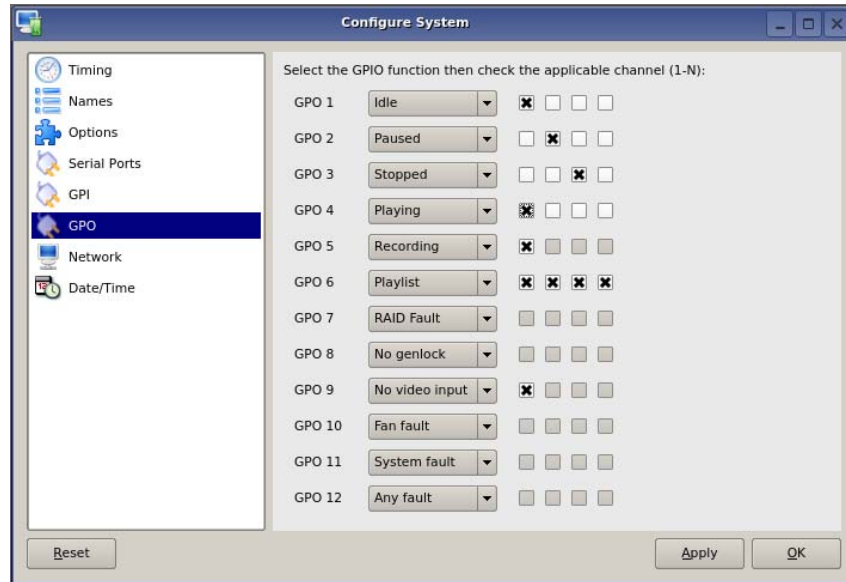 Configure System
Timing
Names
Options
Serial Ports
GPI
GPO
Network
Date/Time
Select the GPIO function then check the applicable channel (1-N):
GPO 1 Idle
GPO 2 Paused
GPO 3 Stopped
GPO 4 Playing
GPO 5 Recording
GPO 6 Playlist
GPO 7 RAID Fault
GPO 8 No genlock
GPO 9 No video input
GPO 10 Fan fault
GPO 11 System fault
GPO 12 Any fault
Reset Apply OK